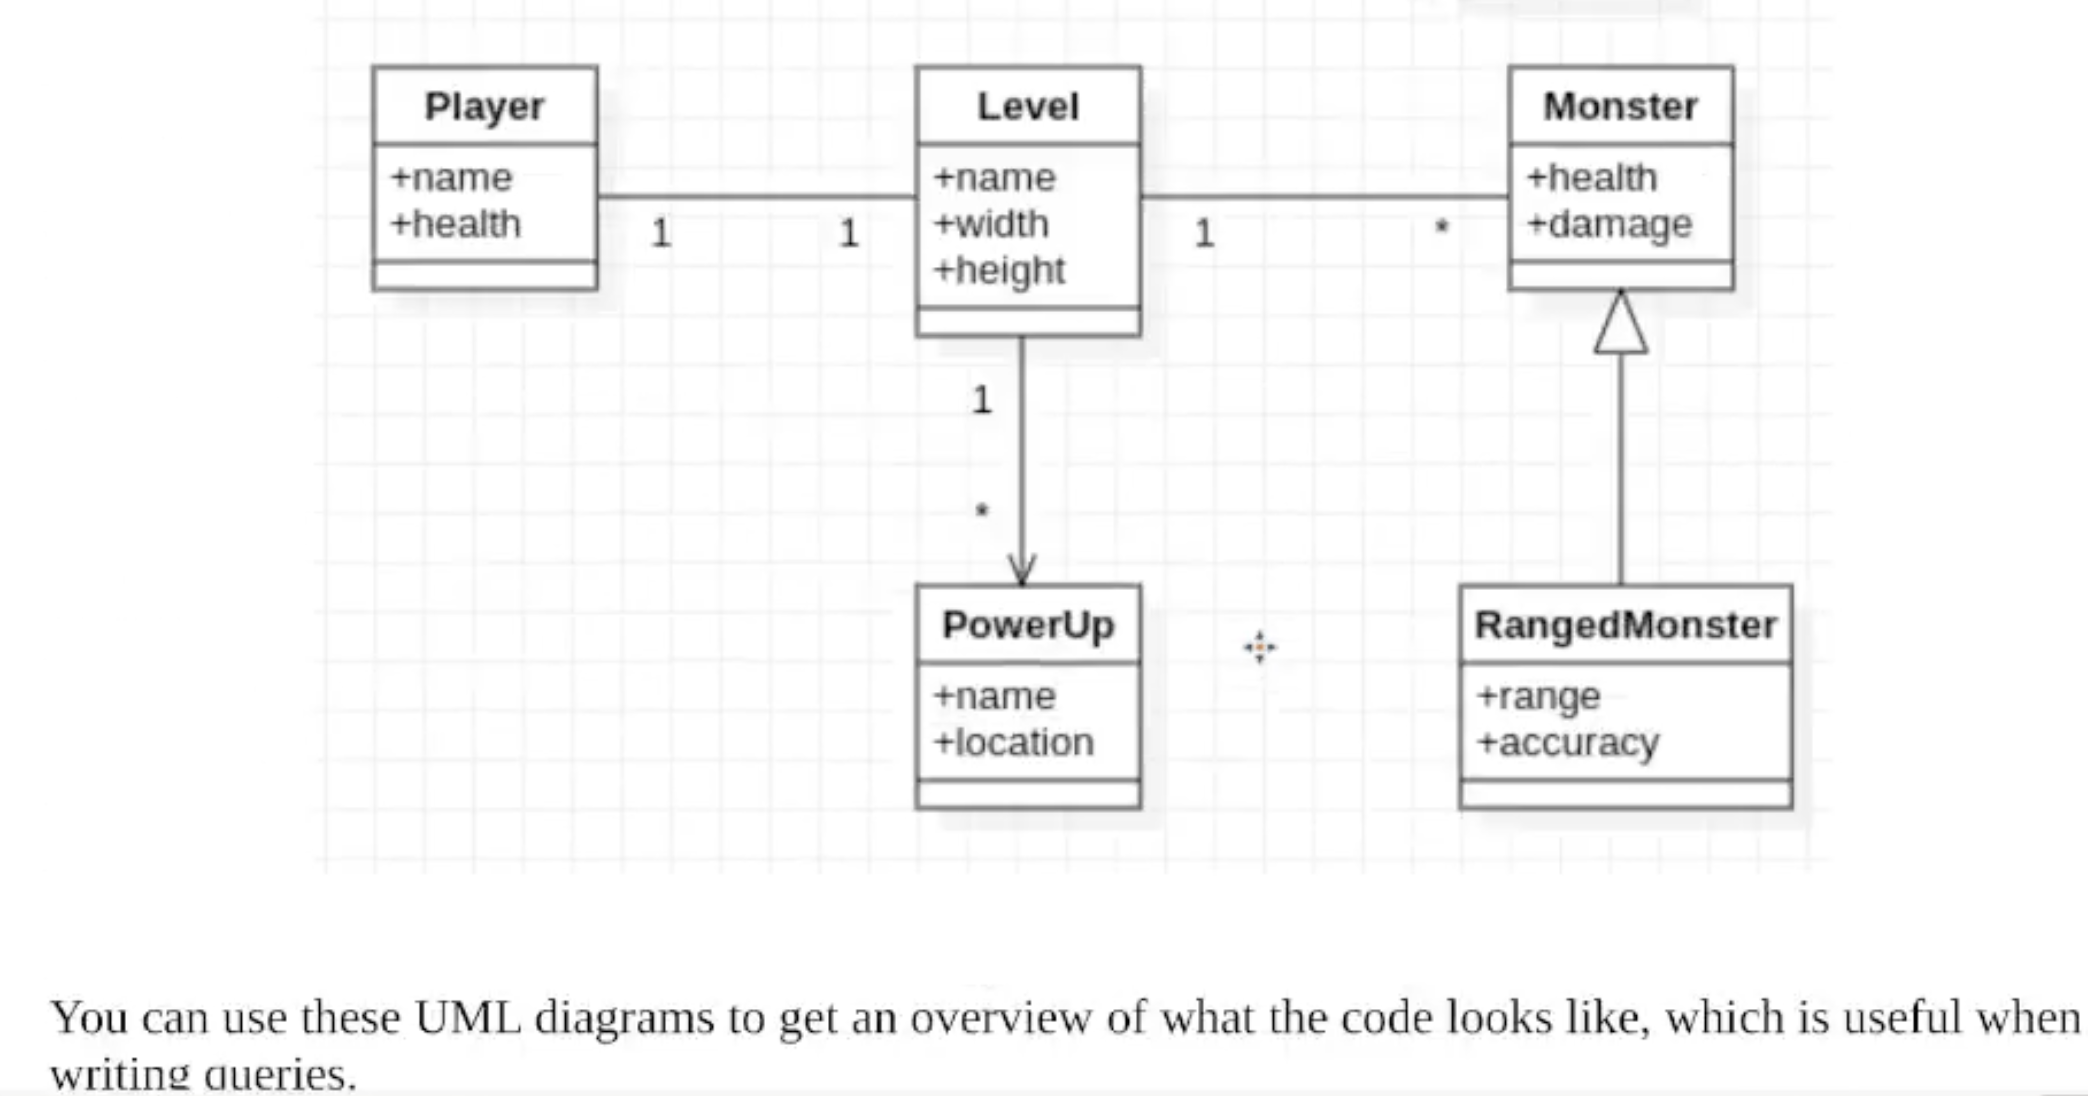 Player
+name
+health
1
1
Level
+name
+width
+height
1
*
Monster
+health
+damage
1
*
PowerUp
+name
+location
RangedMonster
+range
+accuracy
You can use these UML diagrams to get an overview of what the code looks like, which is useful when
writing queries.